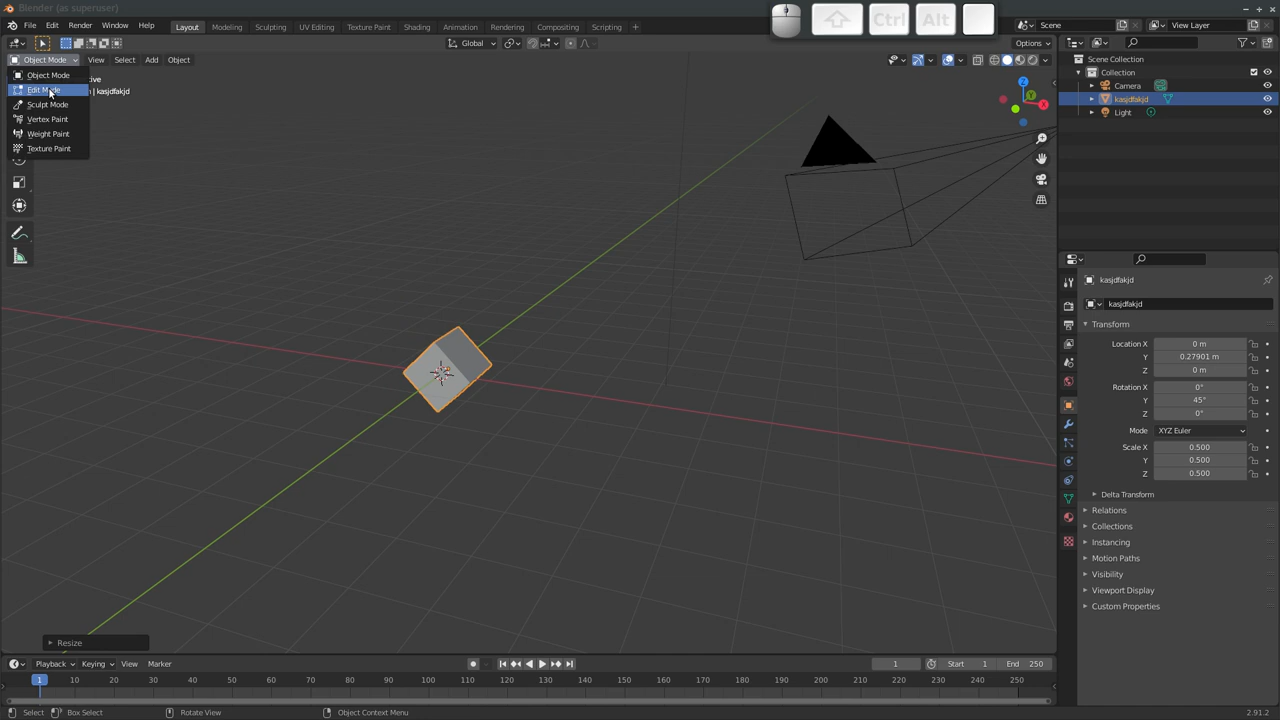 Blender (as superuser)
File Edit Render Window Help Layout Modeling Sculpting UV Editing Texture Paint Shading Animation Rendering Compositing Scripting
Ctrl Alt
Scene View Layer
Global Options
Object Mode View Select Add Object
Object Mode
Edit Mode
Sculpt Mode
Vertex Paint
Weight Paint
Texture Paint
| kasjdfakjd
Z
Y
X
Scene Collection
Collection
Camera
kasjdfakjd
Light
kasjdfakjd
kasjdfakjd
Transform
Location X 0 m
Y 0.27901 m
Z 0 m
Rotation X 0°
Y 45°
Z 0°
Mode XYZ Euler
Scale X 0.500
Y 0.500
Z 0.500
Delta Transform
Relations
Collections
Instancing
Motion Paths
Visibility
Viewport Display
Custom Properties
Resize
Playback Keying View Marker 1 Start 1 End 250
1 10 20 30 40 50 60 70 80 90 100 110 120 130 140 150 160 170 180 190 200 210 220 230 240 250
Select Box Select Rotate View Object Context Menu 2.91.2